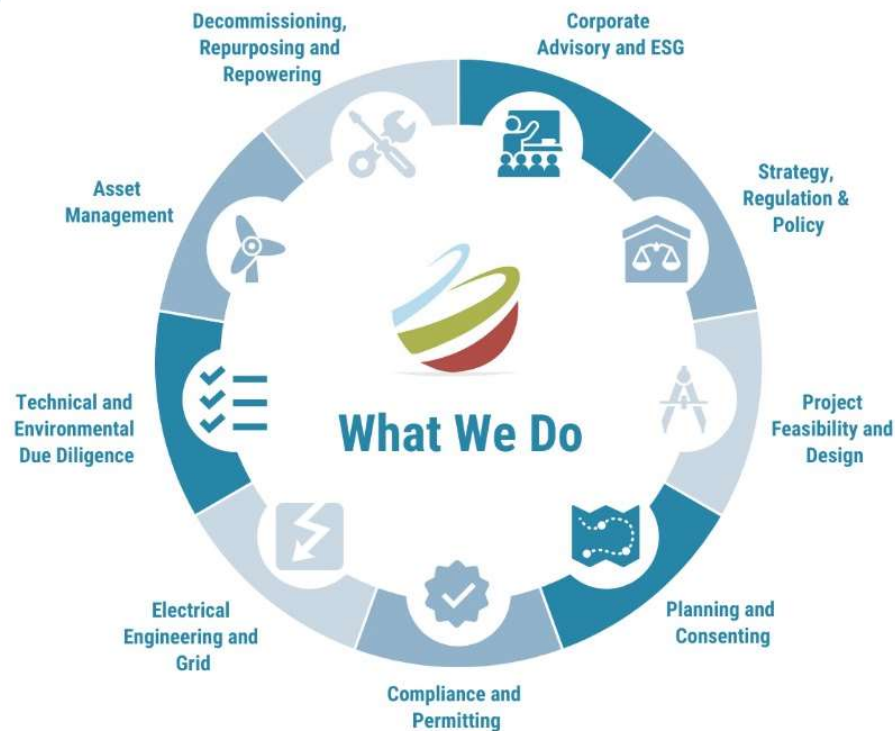 Decommissioning,
Repurposing and
Repowering
Corporate
Advisory and ESG
Strategy,
Regulation &
Policy
Project
Feasibility and
Design
Planning and
Consenting
Compliance and
Permitting
Electrical
Engineering and
Grid
Technical and
Environmental
Due Diligence
Asset
Management
What We Do